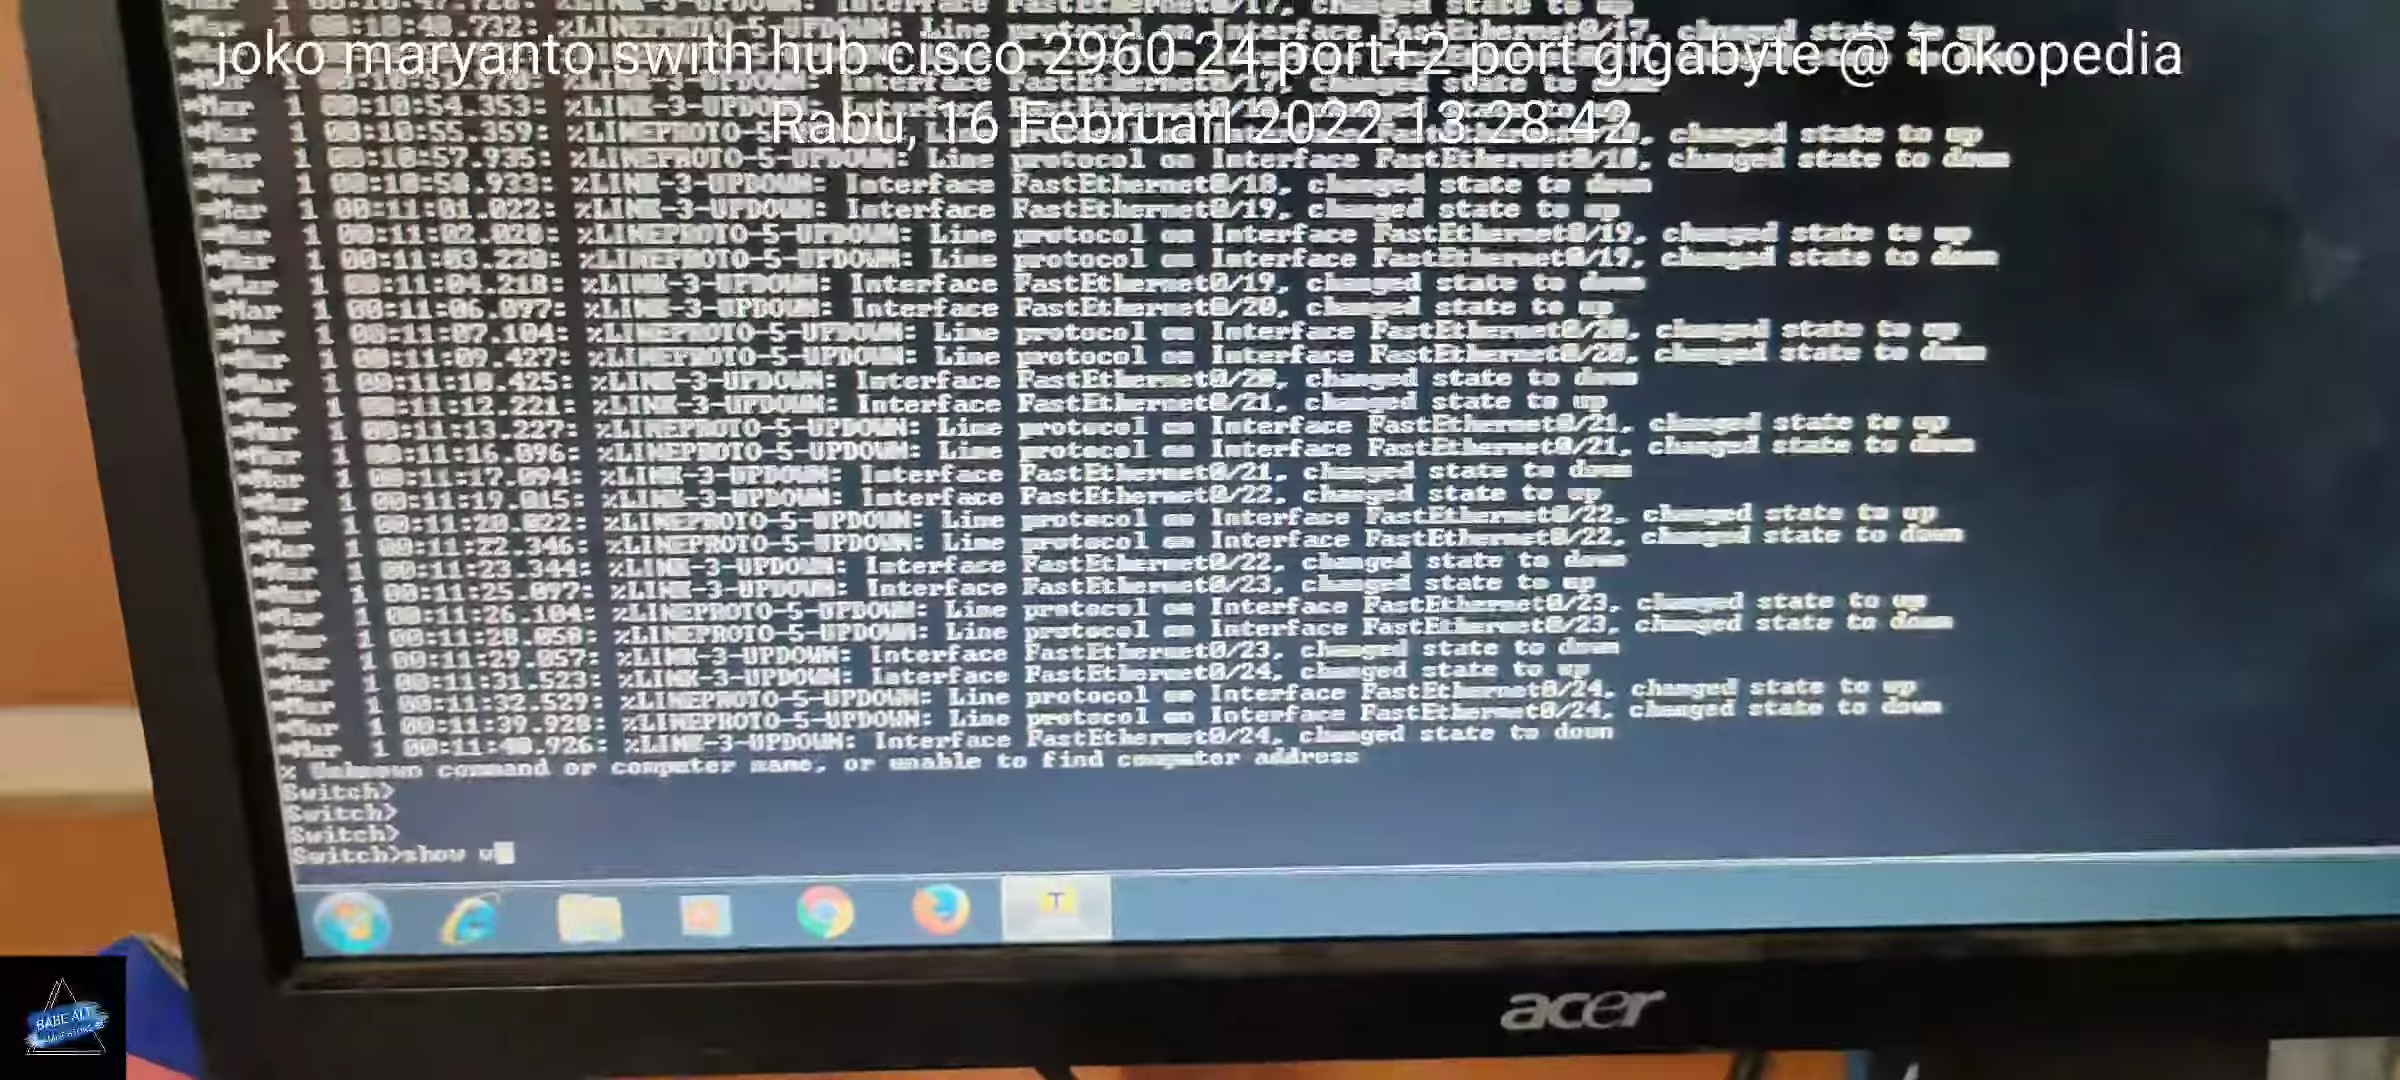 joko maryanto swith hub cisco 2960 24 port+2 port gigabyte @ Tokopedia
Rabu, 16 Februari 2022 13:28:42
*Mar 1 00:10:54.353: %LINK-3-UPDOWN: Interface
*Mar 1 00:10:55.359: %LINEPROTO-5- changed state to up
*Mar 1 00:10:57.935: %LINEPROTO-5-UPDOWN: Line protocol on Interface FastEthernet0/18, changed state to down
*Mar 1 00:10:58.933: %LINK-3-UPDOWN: Interface FastEthernet0/18, changed state to down
*Mar 1 00:11:01.022: %LINK-3-UPDOWN: Interface FastEthernet0/19, changed state to up
*Mar 1 00:11:02.028: %LINEPROTO-5-UPDOWN: Line protocol on Interface FastEthernet0/19, changed state to up
*Mar 1 00:11:03.220: %LINEPROTO-5-UPDOWN: Line protocol on Interface FastEthernet0/19, changed state to down
*Mar 1 00:11:04.218: %LINK-3-UPDOWN: Interface FastEthernet0/19, changed state to down
*Mar 1 00:11:06.097: %LINK-3-UPDOWN: Interface FastEthernet0/20, changed state to up
*Mar 1 00:11:07.104: %LINEPROTO-5-UPDOWN: Line protocol on Interface FastEthernet0/20, changed state to up
*Mar 1 00:11:09.427: %LINEPROTO-5-UPDOWN: Line protocol on Interface FastEthernet0/20, changed state to down
*Mar 1 00:11:10.425: %LINK-3-UPDOWN: Interface FastEthernet0/20, changed state to down
*Mar 1 00:11:12.221: %LINK-3-UPDOWN: Interface FastEthernet0/21, changed state to up
*Mar 1 00:11:13.227: %LINEPROTO-5-UPDOWN: Line protocol on Interface FastEthernet0/21, changed state to up
*Mar 1 00:11:16.096: %LINEPROTO-5-UPDOWN: Line protocol on Interface FastEthernet0/21, changed state to down
*Mar 1 00:11:17.094: %LINK-3-UPDOWN: Interface FastEthernet0/21, changed state to down
*Mar 1 00:11:19.015: %LINK-3-UPDOWN: Interface FastEthernet0/22, changed state to up
*Mar 1 00:11:20.022: %LINEPROTO-5-UPDOWN: Line protocol on Interface FastEthernet0/22, changed state to up
*Mar 1 00:11:22.346: %LINEPROTO-5-UPDOWN: Line protocol on Interface FastEthernet0/22, changed state to down
*Mar 1 00:11:23.344: %LINK-3-UPDOWN: Interface FastEthernet0/22, changed state to down
*Mar 1 00:11:25.097: %LINK-3-UPDOWN: Interface FastEthernet0/23, changed state to up
*Mar 1 00:11:26.104: %LINEPROTO-5-UPDOWN: Line protocol on Interface FastEthernet0/23, changed state to up
*Mar 1 00:11:28.058: %LINEPROTO-5-UPDOWN: Line protocol on Interface FastEthernet0/23, changed state to down
*Mar 1 00:11:29.057: %LINK-3-UPDOWN: Interface FastEthernet0/23, changed state to down
*Mar 1 00:11:31.523: %LINK-3-UPDOWN: Interface FastEthernet0/24, changed state to up
*Mar 1 00:11:32.529: %LINEPROTO-5-UPDOWN: Line protocol on Interface FastEthernet0/24, changed state to up
*Mar 1 00:11:39.928: %LINEPROTO-5-UPDOWN: Line protocol on Interface FastEthernet0/24, changed state to down
*Mar 1 00:11:40.926: %LINK-3-UPDOWN: Interface FastEthernet0/24, changed state to down
% Unknown command or computer name, or unable to find computer address
Switch>
Switch>
Switch>
Switch>show v
acer
BABE ALT